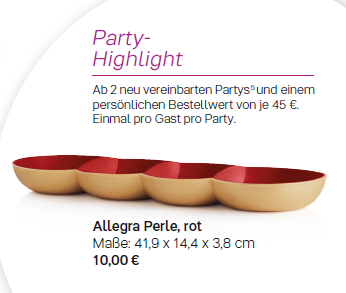 Party-
Highlight
Ab 2 neu vereinbarten Partys⁵ und einem
persönlichen Bestellwert von je 45 €.
Einmal pro Gast pro Party.
Allegra Perle, rot
Maße: 41,9 x 14,4 x 3,8 cm
10,00 €